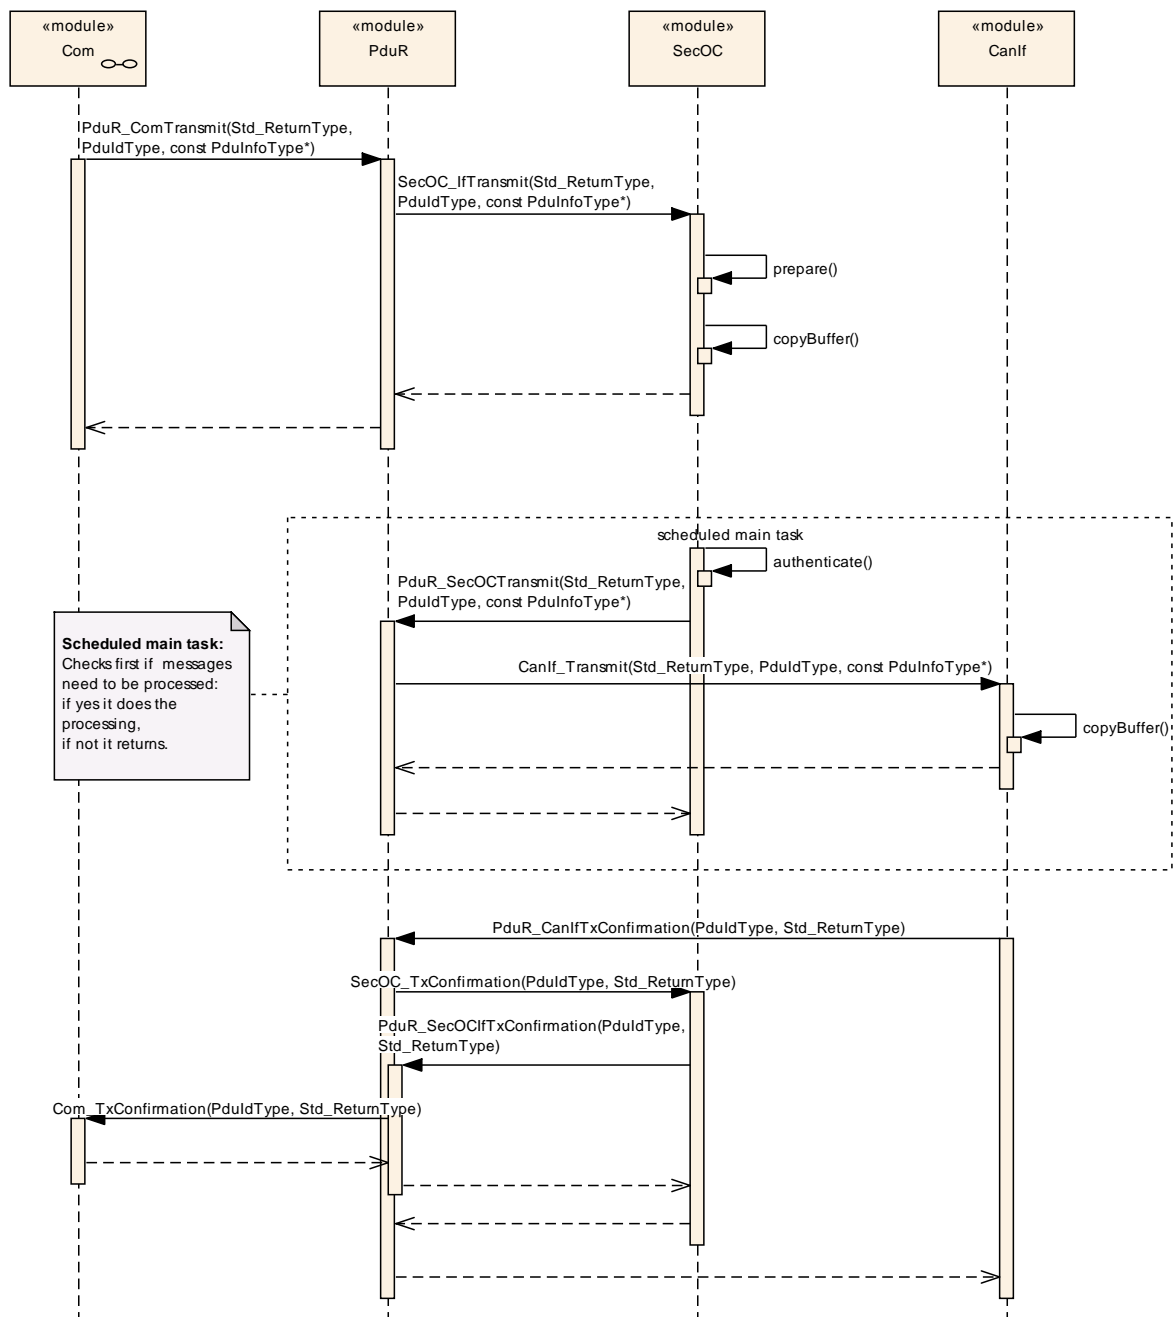 «module»
Com
«module»
PduR
«module»
SecOC
«module»
CanIf
PduR_ComTransmit(Std_ReturnType,
PduIdType, const PduInfoType*)
SecOC_IfTransmit(Std_ReturnType,
PduIdType, const PduInfoType*)
prepare()
copyBuffer()
scheduled main task
authenticate()
PduR_SecOCTransmit(Std_ReturnType,
PduIdType, const PduInfoType*)
Scheduled main task:
Checks first if messages
need to be processed:
if yes it does the
processing,
if not it returns.
CanIf_Transmit(Std_ReturnType, PduIdType, const PduInfoType*)
copyBuffer()
PduR_CanIfTxConfirmation(PduIdType, Std_ReturnType)
SecOC_TxConfirmation(PduIdType, Std_ReturnType)
PduR_SecOCIfTxConfirmation(PduIdType,
Std_ReturnType)
Com_TxConfirmation(PduIdType, Std_ReturnType)